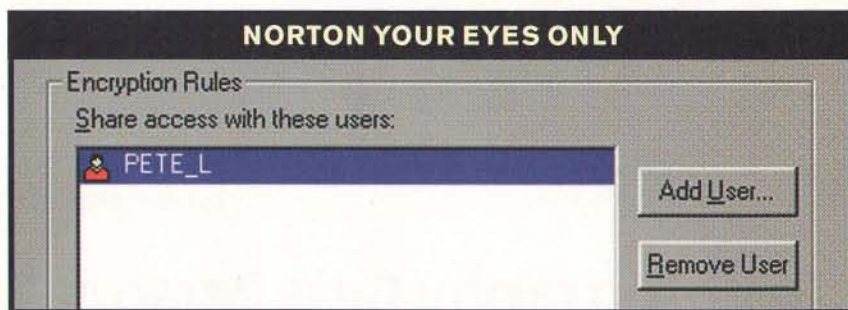 NORTON YOUR EYES ONLY
Encryption Rules
Share access with these users:
PETE_L
Add User...
Remove User